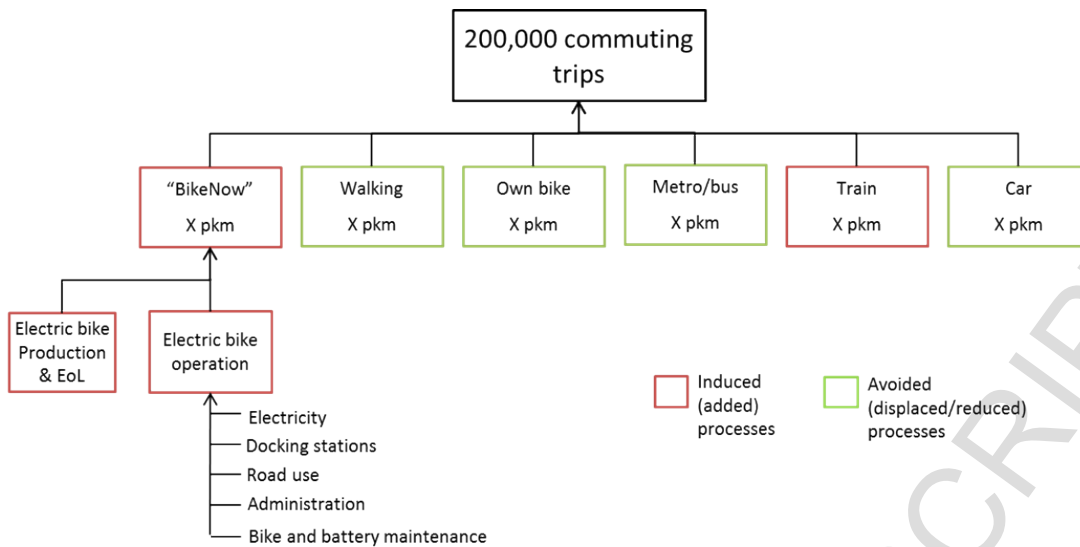 200,000 commuting
trips
"BikeNow"
X pkm
Walking
X pkm
Own bike
X pkm
Metro/bus
X pkm
Train
X pkm
Car
X pkm
Electric bike
Production
& EoL
Electric bike
operation
Electricity
Docking stations
Road use
Administration
Bike and battery maintenance
Induced
(added)
processes
Avoided
(displaced/reduced)
processes
CRIP